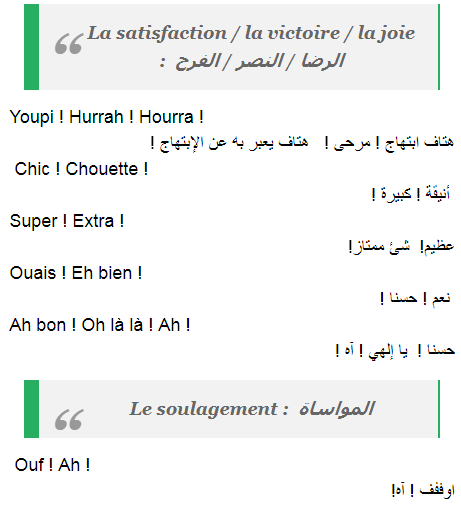 La satisfaction / la victoire / la joie
الرضا / النصر / الفرح :
Youpi ! Hurrah ! Hourra !
هتاف ابتهاج ! مرحى ! هتاف يعبر به عن الإبتهاج !
Chic ! Chouette !
أنيقة ! كبيرة !
Super ! Extra !
عظيم! شئ ممتاز!
Ouais ! Eh bien !
نعم ! حسنا !
Ah bon ! Oh là là ! Ah !
حسنا ! يا إلهي ! آه !
Le soulagement : المواساة
Ouf ! Ah !
اوففف ! آه!